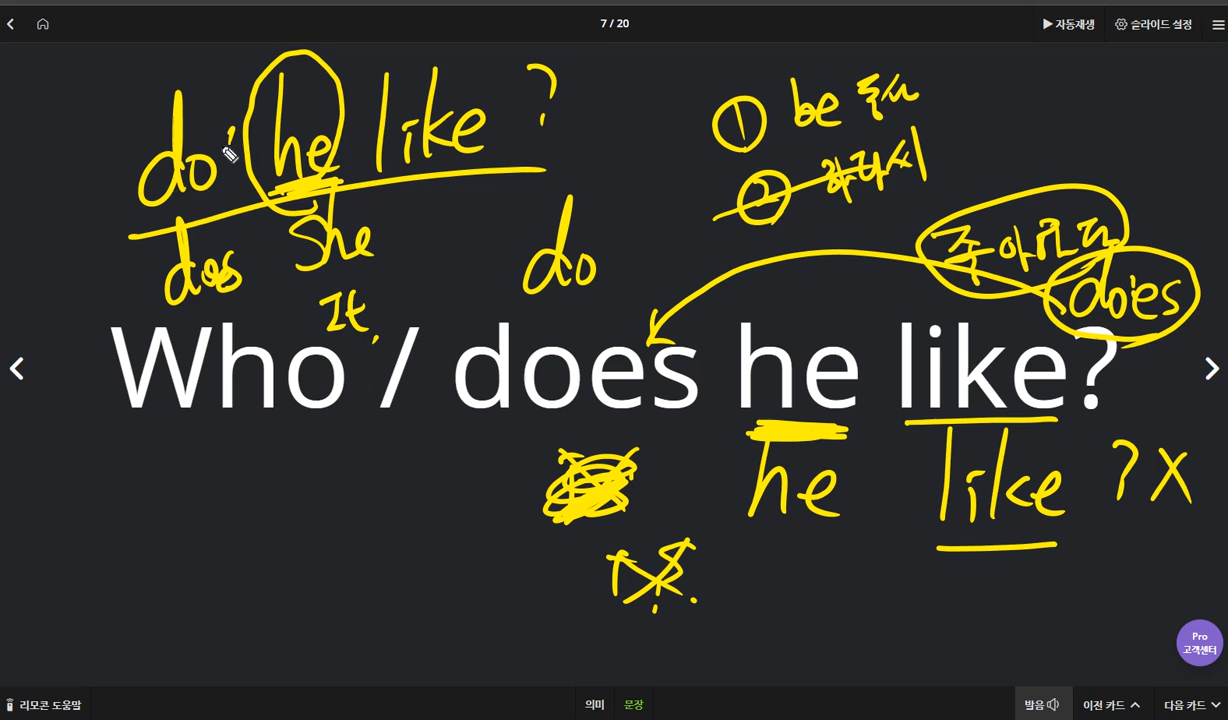 7 / 20
자동재생
슬라이드 설정
do he like ?
① be 동사
②
does she
do
좋아한다
It,
does
Who / does he like?
he like ? X
Pro
고객센터
리모콘 도움말
의미
문장
발음
이전 카드
다음 카드